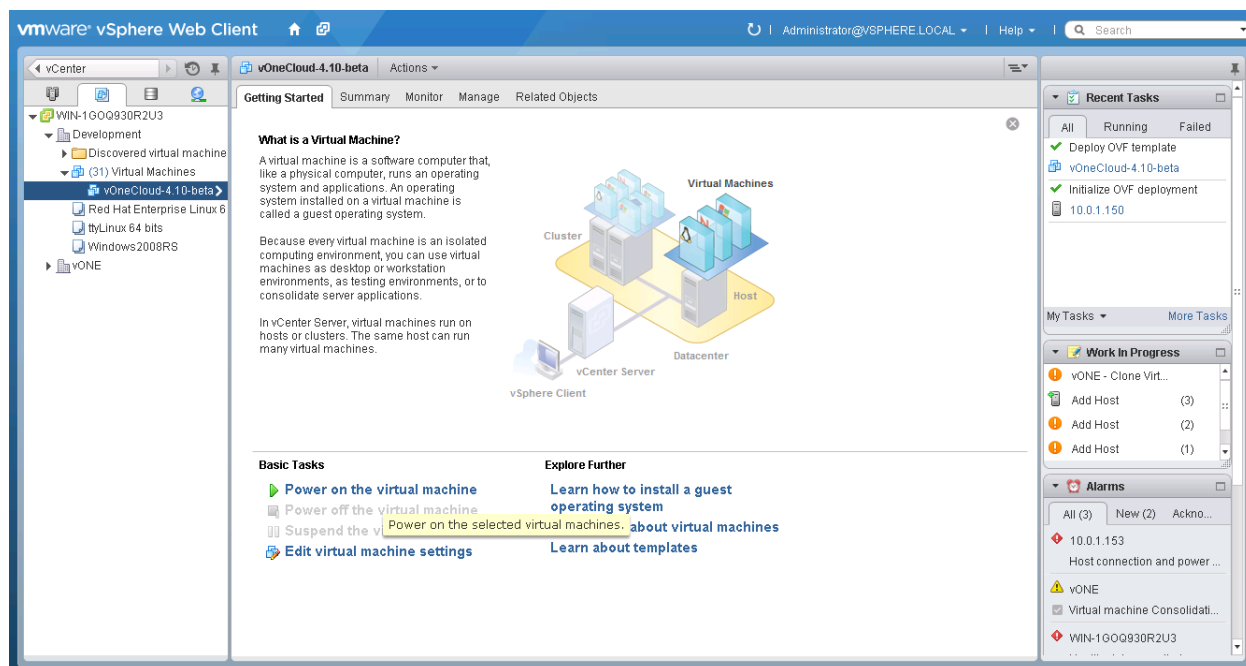 vmware® vSphere Web Client
Administrator@VSPHERE.LOCAL
Help
Search
vCenter
WIN-1GOQ930R2U3
Development
Discovered virtual machine
(31) Virtual Machines
vOneCloud-4.10-beta
Red Hat Enterprise Linux 6
ttyLinux 64 bits
Windows2008RS
vONE
vOneCloud-4.10-beta Actions
Getting Started Summary Monitor Manage Related Objects
What is a Virtual Machine?
A virtual machine is a software computer that,
like a physical computer, runs an operating
system and applications. An operating
system installed on a virtual machine is
called a guest operating system.
Because every virtual machine is an isolated
computing environment, you can use virtual
machines as desktop or workstation
environments, as testing environments, or to
consolidate server applications.
In vCenter Server, virtual machines run on
hosts or clusters. The same host can run
many virtual machines.
Virtual Machines
Cluster
Host
Datacenter
vCenter Server
vSphere Client
Basic Tasks
Power on the virtual machine
Power off the virtual machine
Suspend the v
Power on the selected virtual machines.
Edit virtual machine settings
Explore Further
Learn how to install a guest
operating system
about virtual machines
Learn about templates
Recent Tasks
All Running Failed
Deploy OVF template
vOneCloud-4.10-beta
Initialize OVF deployment
10.0.1.150
My Tasks More Tasks
Work In Progress
vONE - Clone Virt...
Add Host (3)
Add Host (2)
Add Host (1)
Alarms
All (3) New (2) Ackno...
10.0.1.153
Host connection and power ...
vONE
Virtual machine Consolidati...
WIN-1GOQ930R2U3